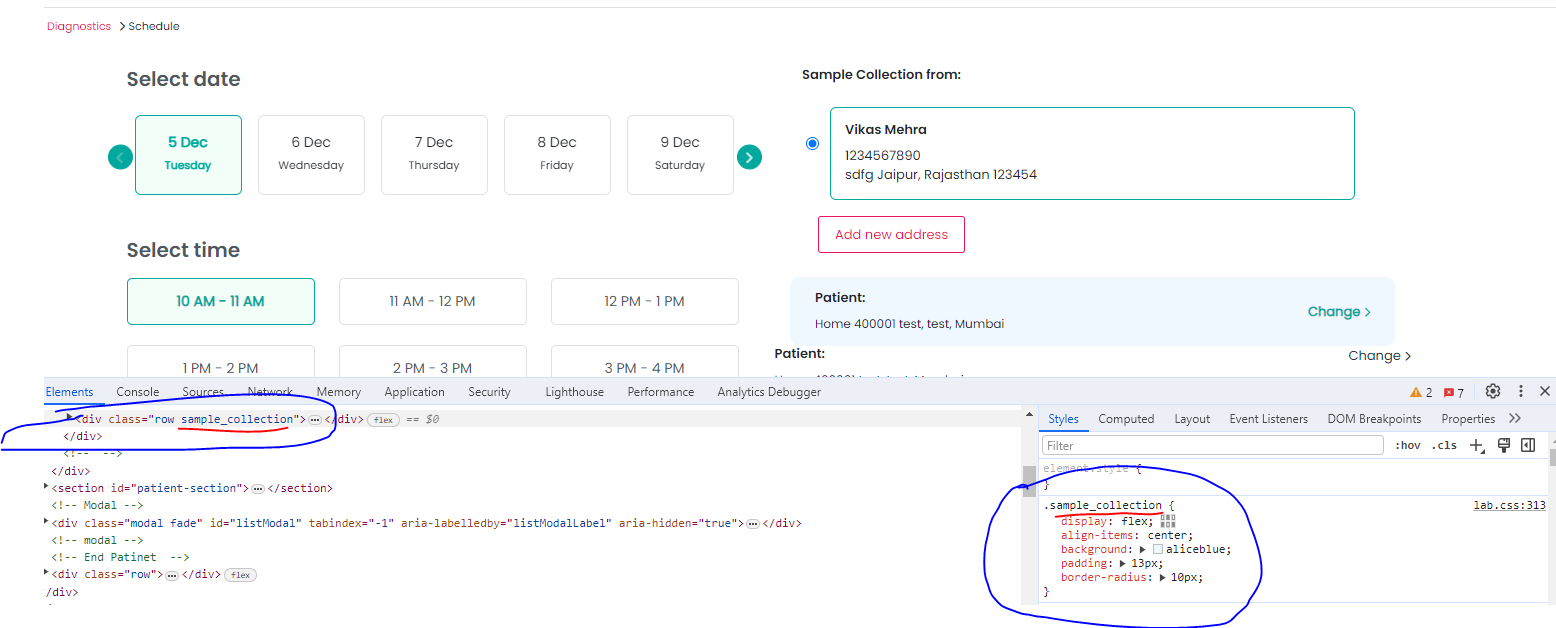 Diagnostics > Schedule
Select date
5 Dec
Tuesday
6 Dec
Wednesday
7 Dec
Thursday
8 Dec
Friday
9 Dec
Saturday
Select time
10 AM - 11 AM
11 AM - 12 PM
12 PM - 1 PM
1 PM - 2 PM
2 PM - 3 PM
3 PM - 4 PM
Sample Collection from:
Vikas Mehra
1234567890
sdfg Jaipur, Rajasthan 123454
Add new address
Patient:
Home 400001 test, test, Mumbai
Change >
Patient:
Change >
Elements Console Sources Network Memory Application Security Lighthouse Performance Analytics Debugger 2 7
<div class="row sample_collection">…</div> flex == $0
</div>
<!-- -->
</div>
<section id="patient-section">…</section>
<!-- Modal -->
<div class="modal fade" id="listModal" tabindex="-1" aria-labelledby="listModalLabel" aria-hidden="true">…</div>
<!-- modal -->
<!-- End Patinet -->
<div class="row">…</div> flex
/div>
Styles Computed Layout Event Listeners DOM Breakpoints Properties
Filter :hov .cls
element.style {
}
.sample_collection { lab.css:313
display: flex;
align-items: center;
background: aliceblue;
padding: 13px;
border-radius: 10px;
}